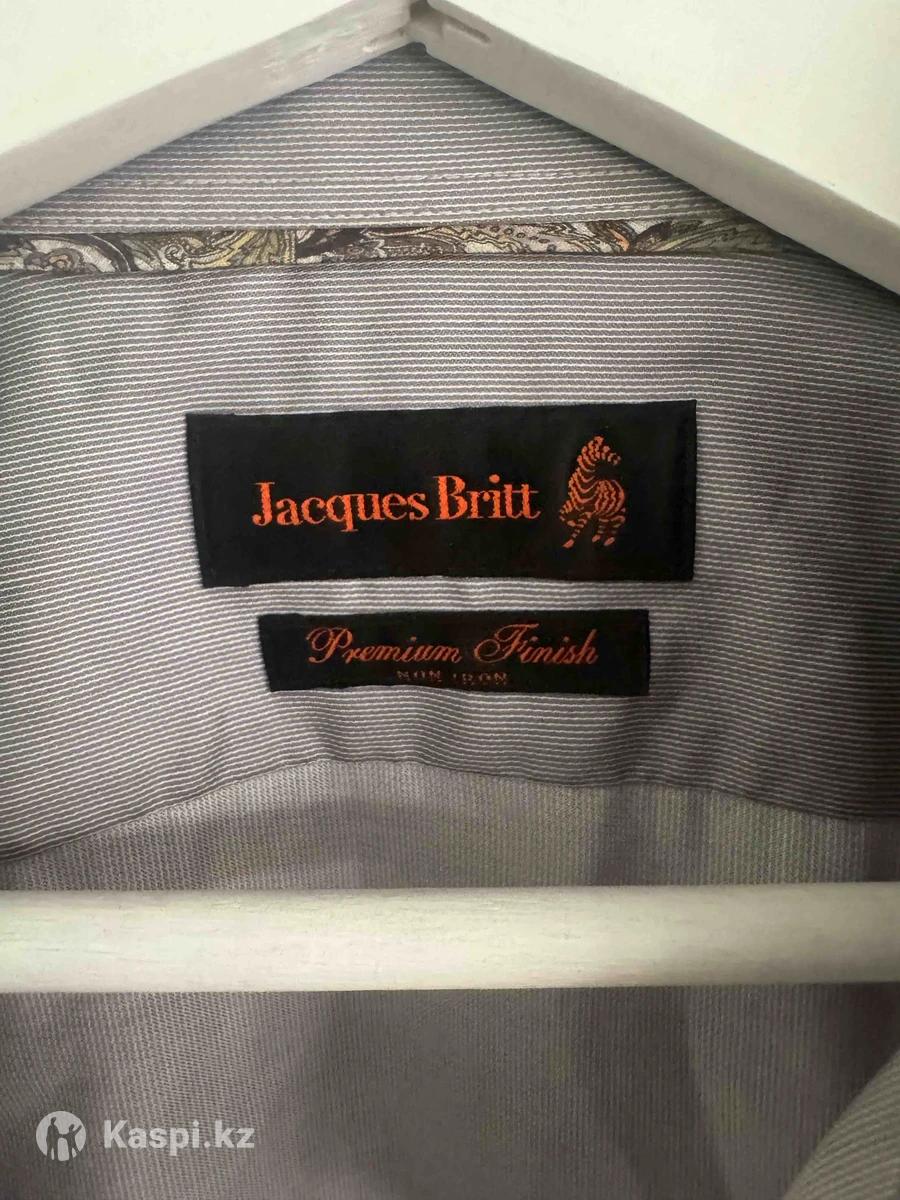 Jacques Britt
Premium Finish
NON IRON
Kaspi.kz